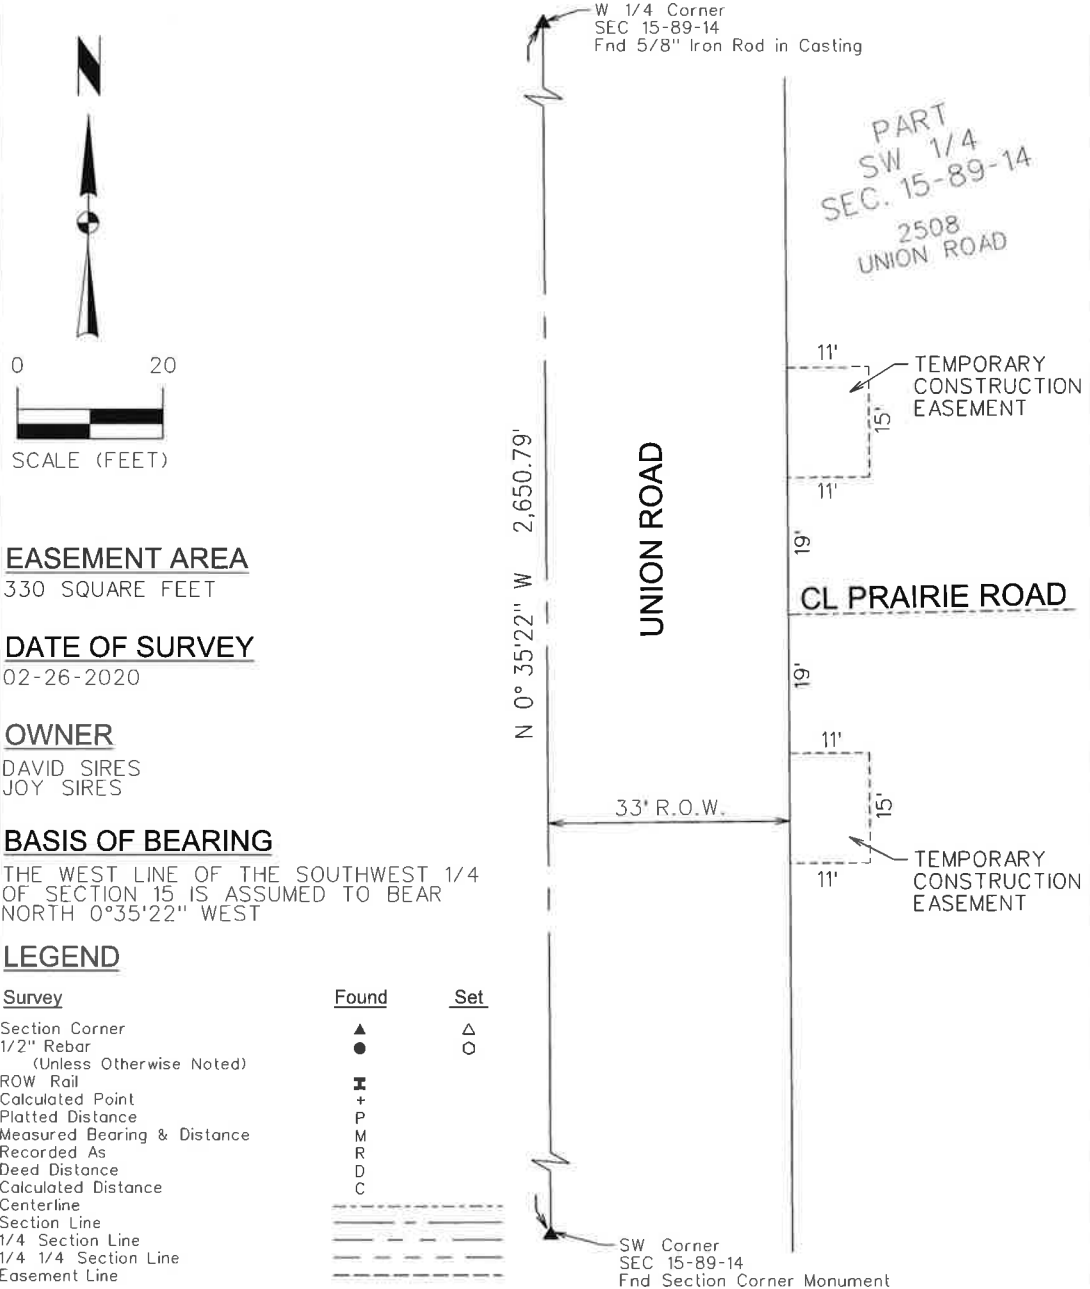 W 1/4 Corner
SEC 15-89-14
Fnd 5/8" Iron Rod in Casting
N
PART
SW 1/4
SEC. 15-89-14
2508
UNION ROAD
0 20
SCALE (FEET)
11'
TEMPORARY
CONSTRUCTION
EASEMENT
15'
11'
N 0° 35'22" W 2,650.79'
UNION ROAD
19'
CL PRAIRIE ROAD
19'
11'
15'
33' R.O.W.
11'
TEMPORARY
CONSTRUCTION
EASEMENT
EASEMENT AREA
330 SQUARE FEET
DATE OF SURVEY
02-26-2020
OWNER
DAVID SIRES
JOY SIRES
BASIS OF BEARING
THE WEST LINE OF THE SOUTHWEST 1/4
OF SECTION 15 IS ASSUMED TO BEAR
NORTH 0°35'22" WEST
LEGEND
Survey Found Set
Section Corner ▲ △
1/2" Rebar
(Unless Otherwise Noted)
ROW Rail
Calculated Point +
Platted Distance P
Measured Bearing & Distance M
Recorded As R
Deed Distance D
Calculated Distance C
Centerline
Section Line
1/4 Section Line
1/4 1/4 Section Line
Easement Line
SW Corner
SEC 15-89-14
Fnd Section Corner Monument